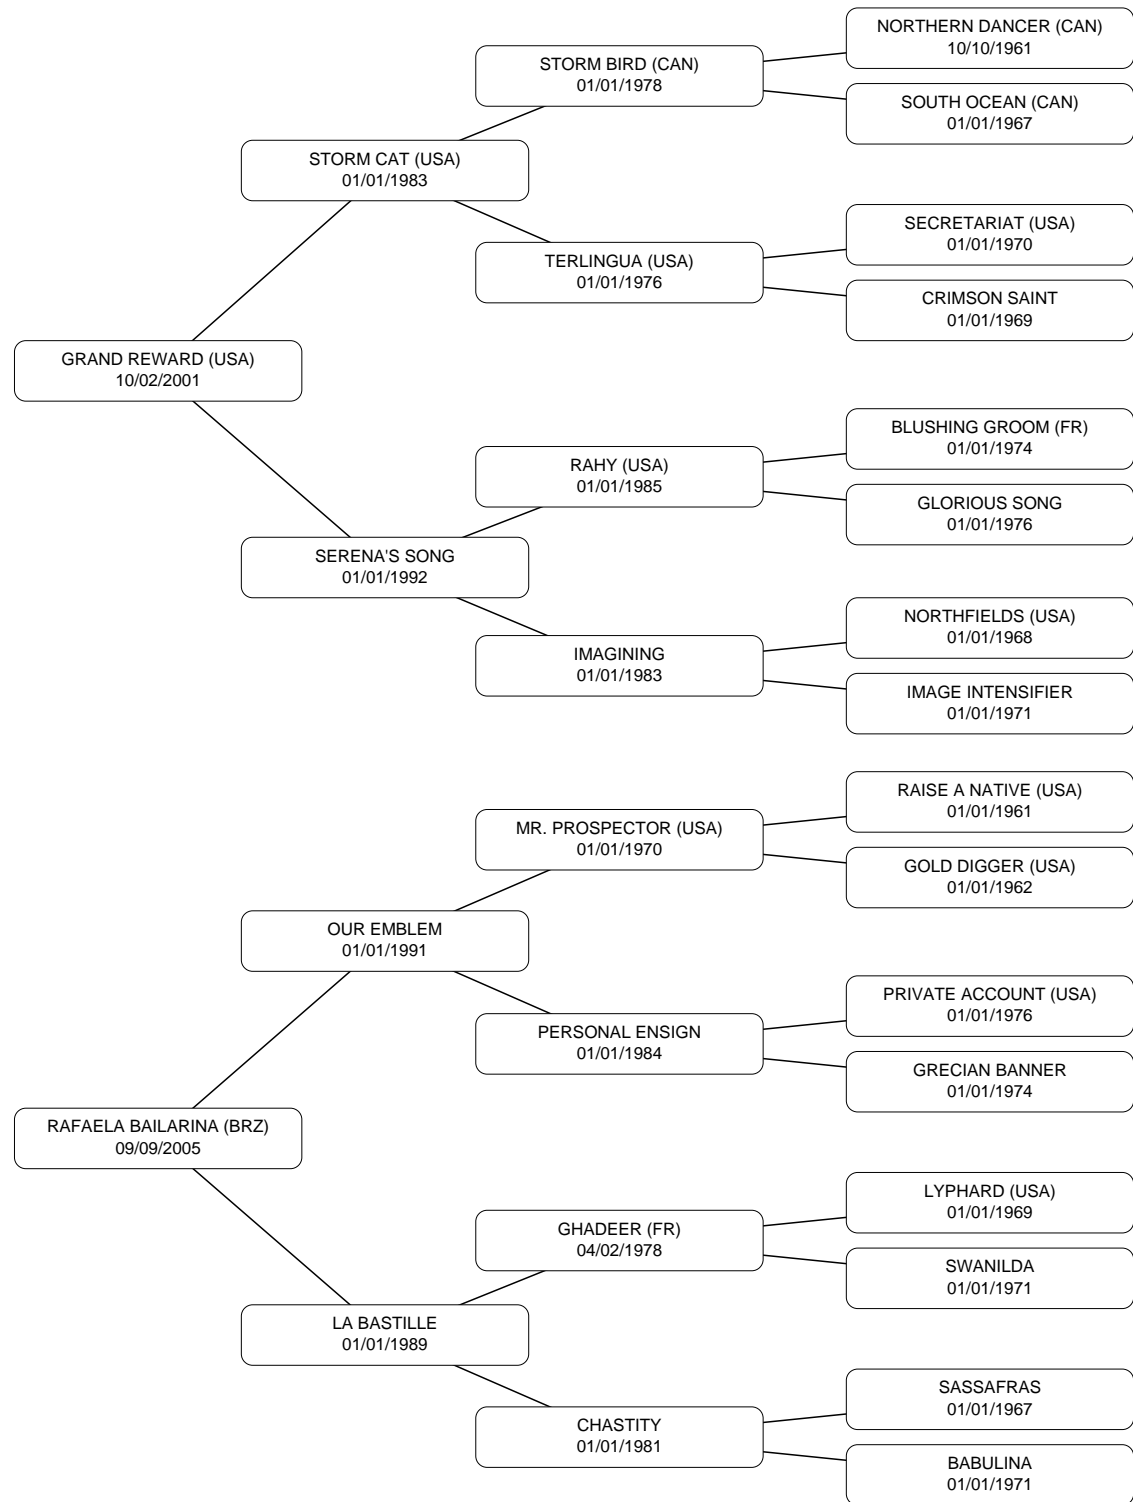 NORTHERN DANCER (CAN)
10/10/1961
STORM BIRD (CAN)
01/01/1978
SOUTH OCEAN (CAN)
01/01/1967
STORM CAT (USA)
01/01/1983
SECRETARIAT (USA)
01/01/1970
TERLINGUA (USA)
01/01/1976
CRIMSON SAINT
01/01/1969
GRAND REWARD (USA)
10/02/2001
BLUSHING GROOM (FR)
01/01/1974
RAHY (USA)
01/01/1985
GLORIOUS SONG
01/01/1976
SERENA'S SONG
01/01/1992
NORTHFIELDS (USA)
01/01/1968
IMAGINING
01/01/1983
IMAGE INTENSIFIER
01/01/1971
RAISE A NATIVE (USA)
01/01/1961
MR. PROSPECTOR (USA)
01/01/1970
GOLD DIGGER (USA)
01/01/1962
OUR EMBLEM
01/01/1991
PRIVATE ACCOUNT (USA)
01/01/1976
PERSONAL ENSIGN
01/01/1984
GRECIAN BANNER
01/01/1974
RAFAELA BAILARINA (BRZ)
09/09/2005
LYPHARD (USA)
01/01/1969
GHADEER (FR)
04/02/1978
SWANILDA
01/01/1971
LA BASTILLE
01/01/1989
SASSAFRAS
01/01/1967
CHASTITY
01/01/1981
BABULINA
01/01/1971